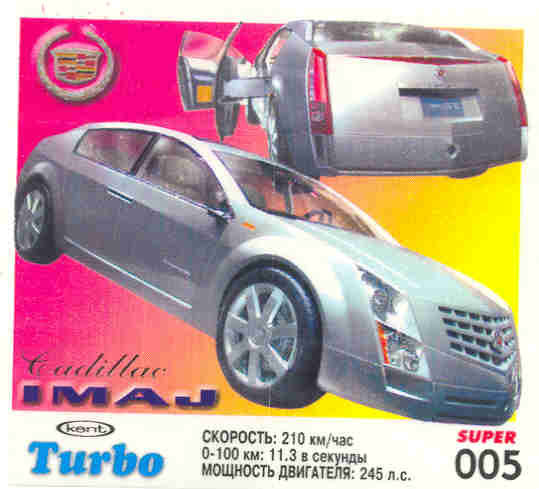 Cadillac
IMAJ
kent
Turbo
СКОРОСТЬ: 210 км/час
0-100 км: 11.3 в секунды
МОЩНОСТЬ ДВИГАТЕЛЯ: 245 л.с.
SUPER
005